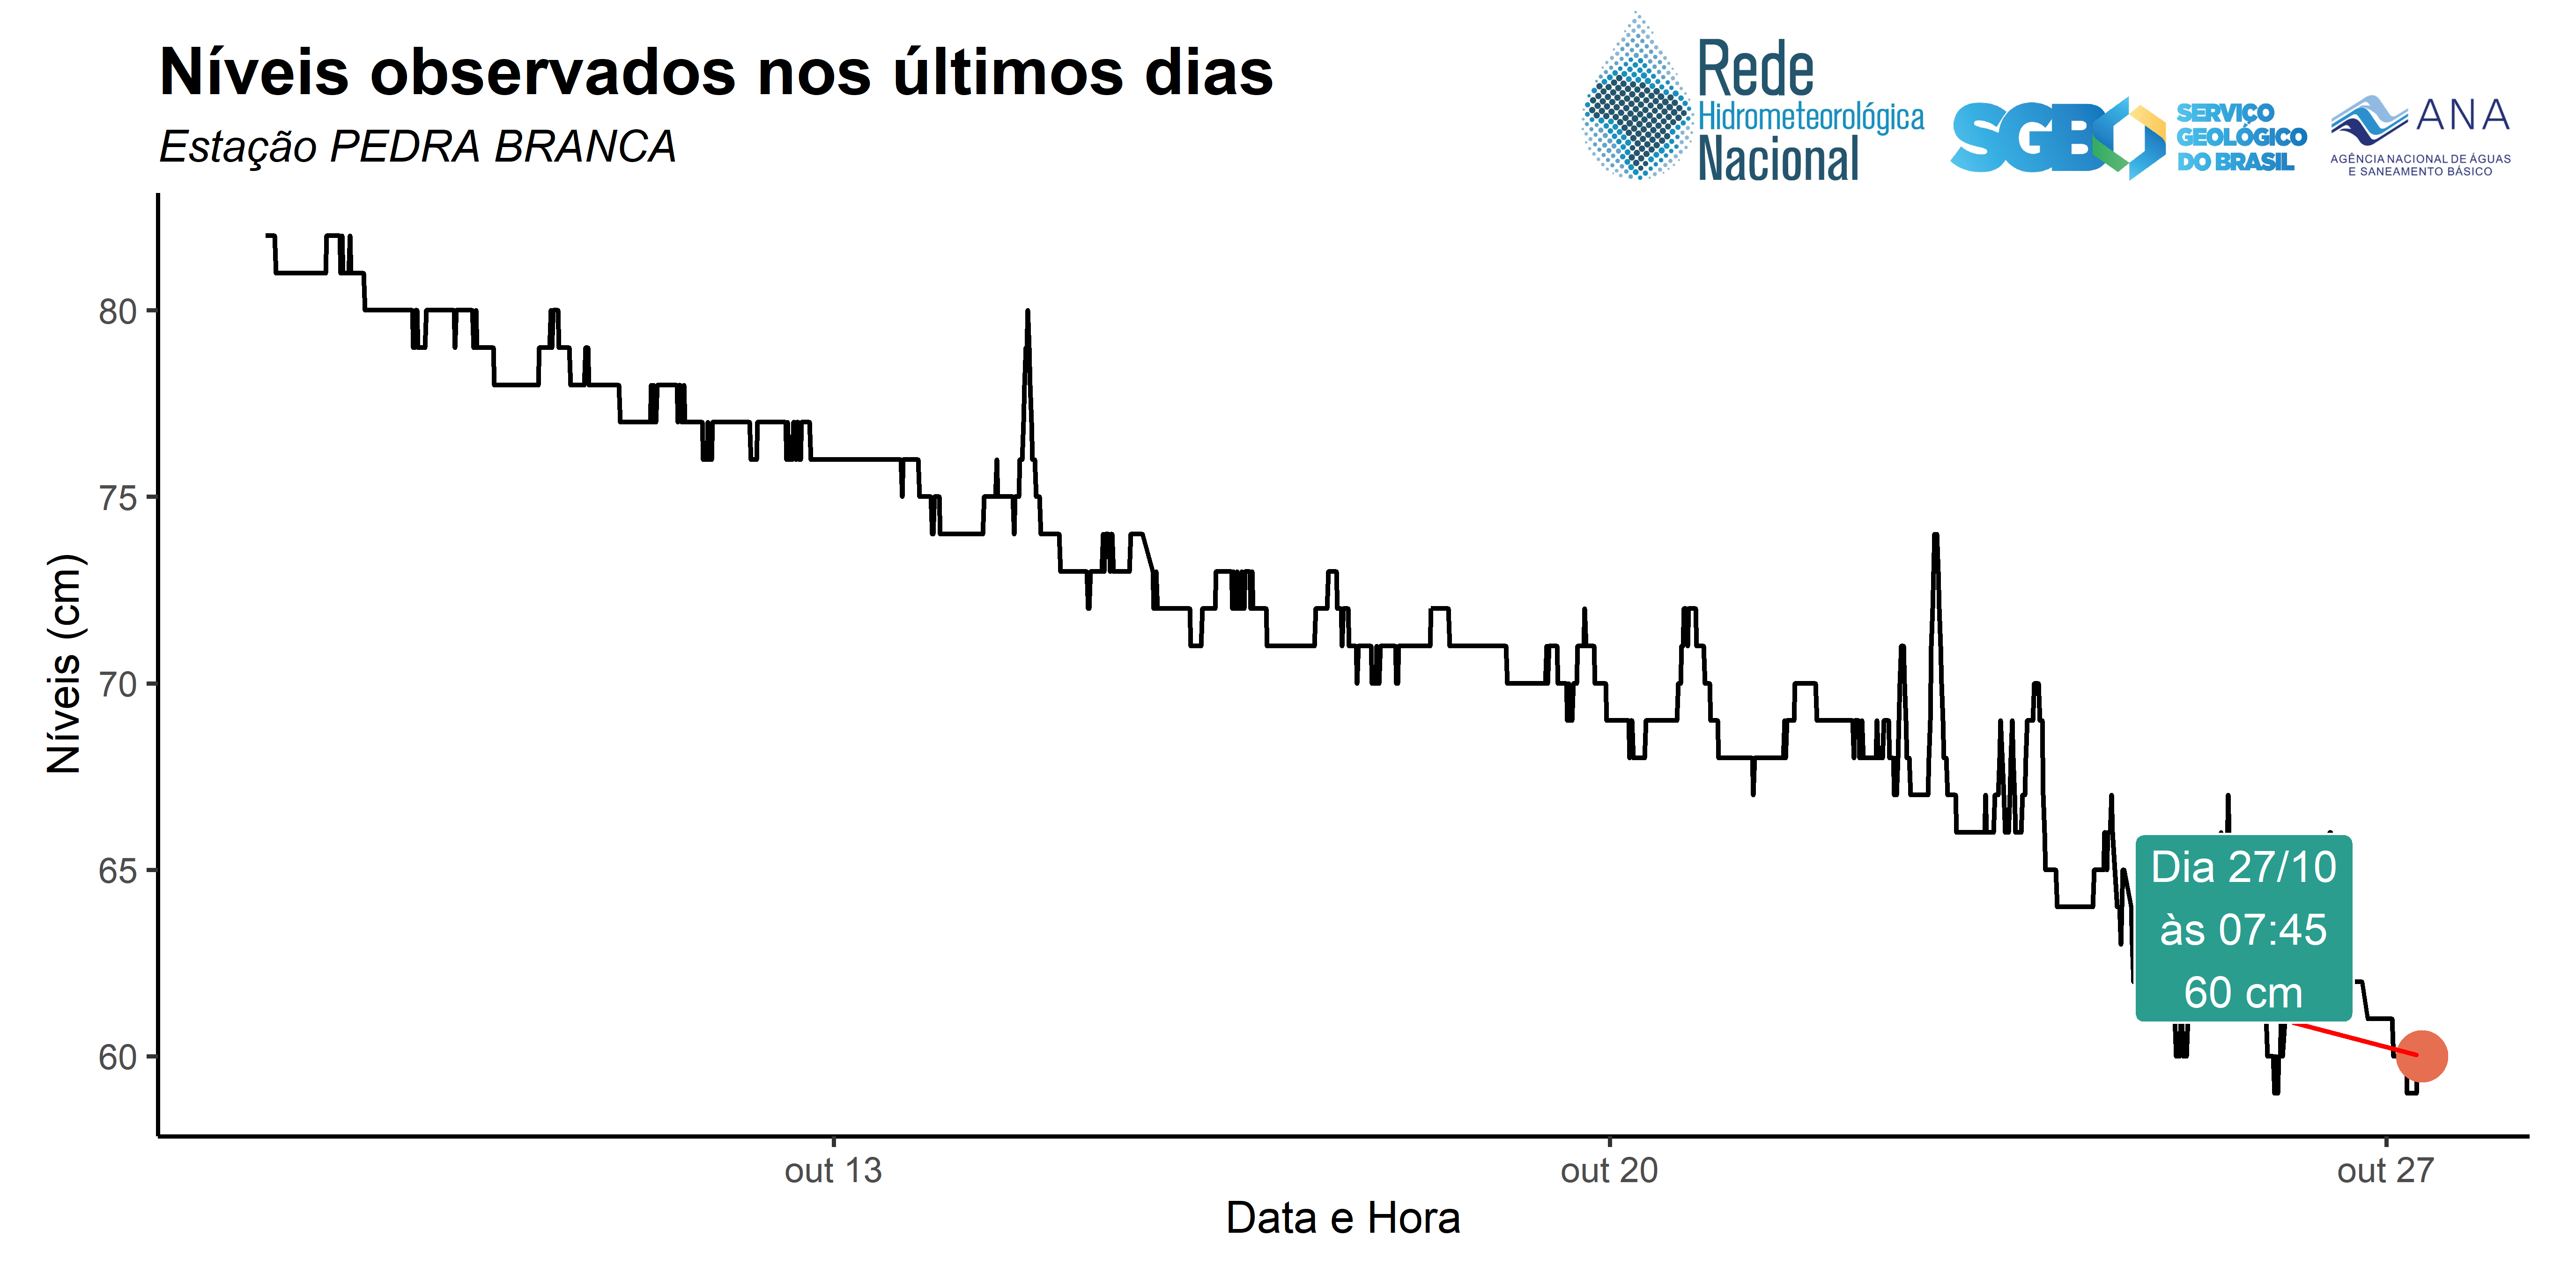 Níveis observados nos últimos dias
Estação PEDRA BRANCA
Rede
Hidrometeorológica
Nacional
SGB
SERVIÇO
GEOLÓGICO
DO BRASIL
ANA
AGÊNCIA NACIONAL DE ÁGUAS
E SANEAMENTO BÁSICO
Níveis (cm)
80
75
70
65
60
Dia 27/10
às 07:45
60 cm
out 13
out 20
out 27
Data e Hora